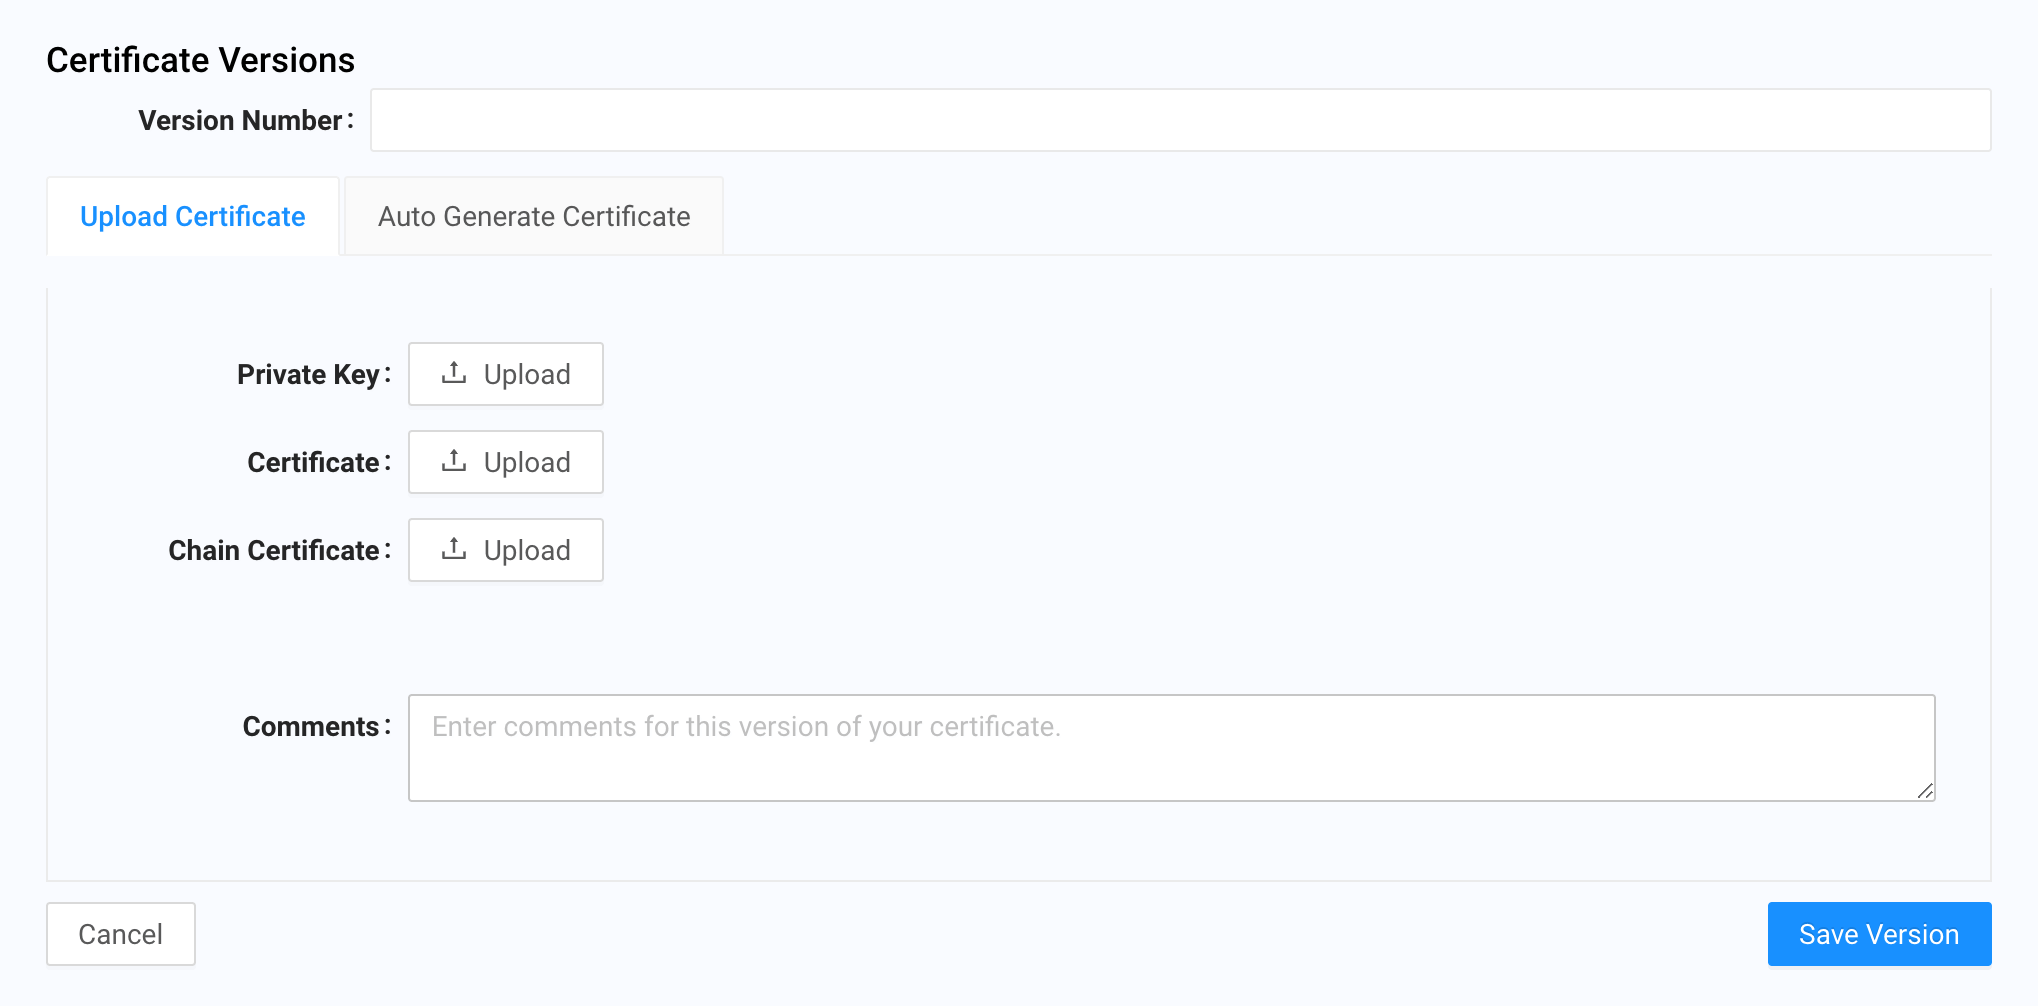 Certificate Versions
Version Number:
Upload Certificate
Auto Generate Certificate
Private Key:
Upload
Certificate:
Upload
Chain Certificate:
Upload
Comments:
Enter comments for this version of your certificate.
Cancel
Save Version